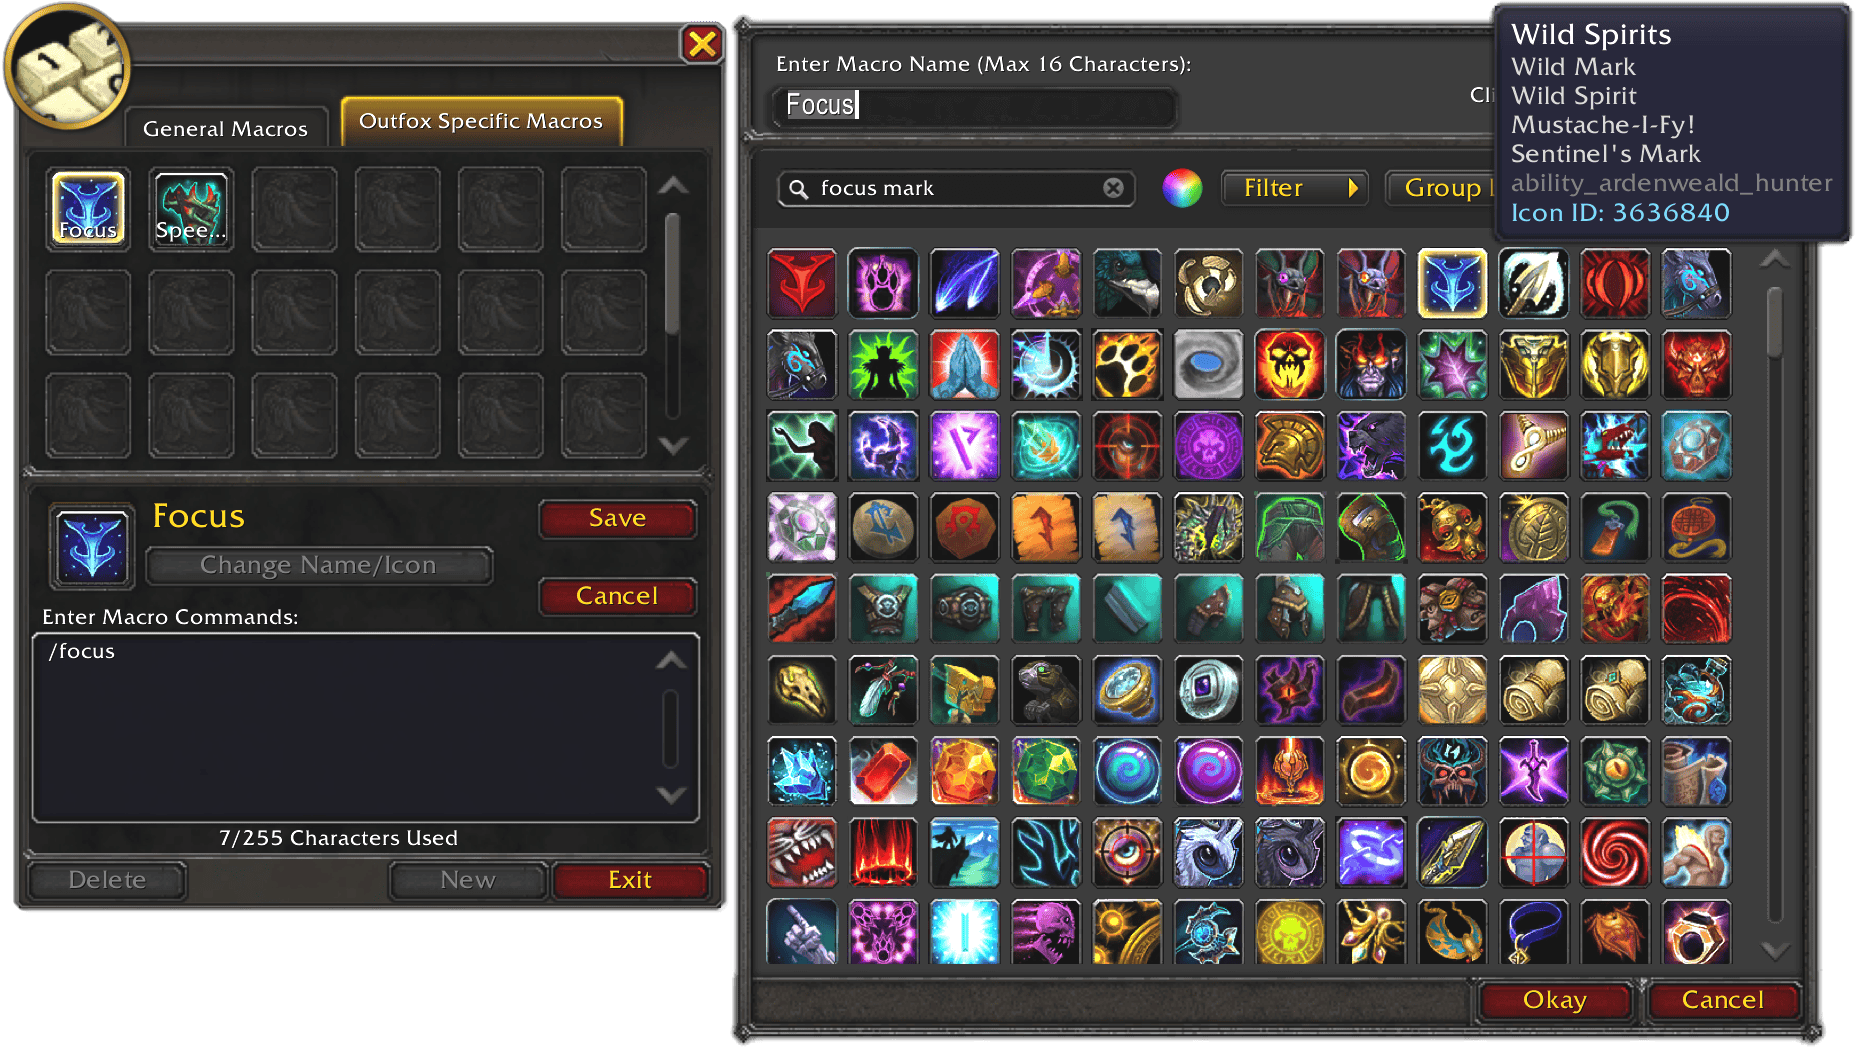 General Macros
Outfox Specific Macros
Focus
Spee...
Focus
Save
Change Name/Icon
Cancel
Enter Macro Commands:
/focus
7/255 Characters Used
Delete
New
Exit
Enter Macro Name (Max 16 Characters):
Focus
Cli
focus mark
Filter
Group
Wild Spirits
Wild Mark
Wild Spirit
Mustache-I-Fy!
Sentinel's Mark
ability_ardenweald_hunter
Icon ID: 3636840
Okay
Cancel